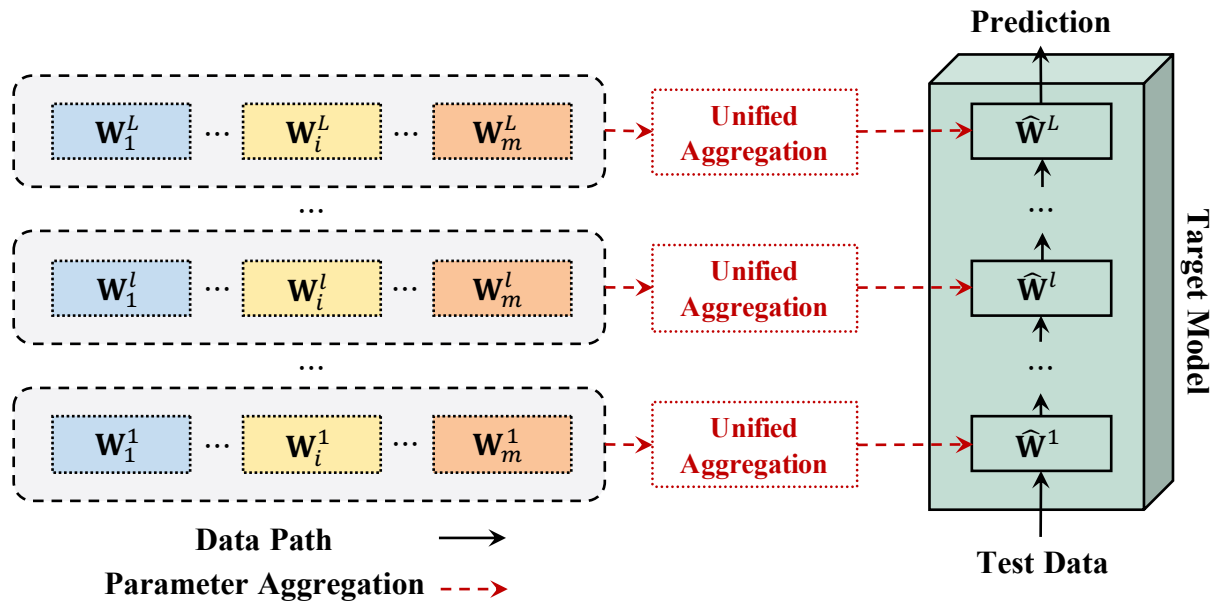 Prediction
W_1^L ... W_i^L ... W_m^L
Unified
Aggregation
Ŵ^L
...
...
W_1^l ... W_i^l ... W_m^l
Unified
Aggregation
Ŵ^l
Target Model
...
...
W_1^1 ... W_i^1 ... W_m^1
Unified
Aggregation
Ŵ^1
Data Path
Test Data
Parameter Aggregation